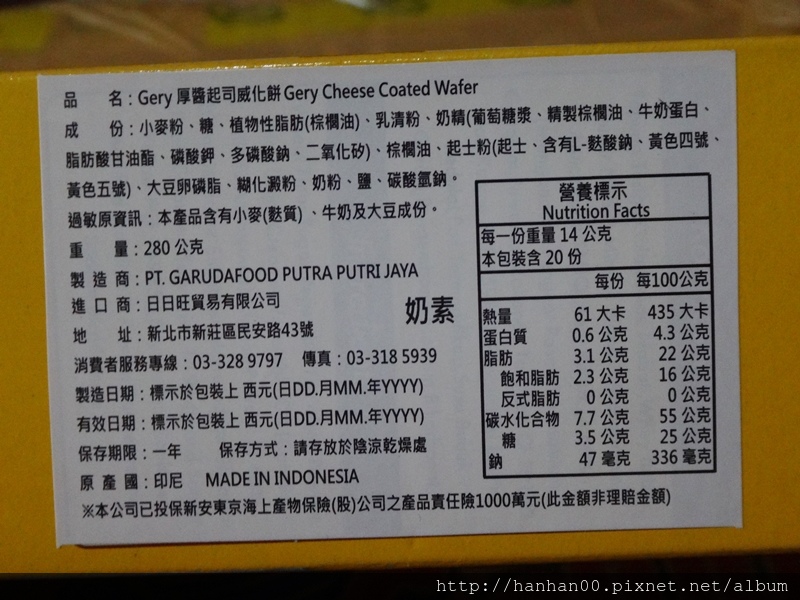 品　名：Gery 厚醬起司威化餅 Gery Cheese Coated Wafer
成　份：小麥粉、糖、植物性脂肪(棕櫚油)、乳清粉、奶精(葡萄糖漿、精製棕櫚油、牛奶蛋白、
脂肪酸甘油酯、磷酸鉀、多磷酸鈉、二氧化矽)、棕櫚油、起士粉(起士、含有L-麩酸鈉、黃色四號、
黃色五號)、大豆卵磷脂、糊化澱粉、奶粉、鹽、碳酸氫鈉。
過敏原資訊：本產品含有小麥(麩質)、牛奶及大豆成份。
重　量：280 公克
製 造 商：PT. GARUDAFOOD PUTRA PUTRI JAYA
進 口 商：日日旺貿易有限公司
奶素
地　址：新北市新莊區民安路43號
消費者服務專線：03-328 9797　傳真：03-318 5939
製造日期：標示於包裝上 西元(日DD.月MM.年YYYY)
有效日期：標示於包裝上 西元(日DD.月MM.年YYYY)
保存期限：一年　保存方式：請存放於陰涼乾燥處
原 產 國：印尼　MADE IN INDONESIA
※本公司已投保新安東京海上產物保險(股)公司之產品責任險1000萬元(此金額非理賠金額)
營養標示
Nutrition Facts
每一份重量 14 公克
本包裝含 20 份
每份　每100公克
熱量　61 大卡　435 大卡
蛋白質　0.6 公克　4.3 公克
脂肪　3.1 公克　22 公克
飽和脂肪　2.3 公克　16 公克
反式脂肪　0 公克　0 公克
碳水化合物　7.7 公克　55 公克
糖　3.5 公克　25 公克
鈉　47 毫克　336 毫克
http://hanhan00.pixnet.net/album